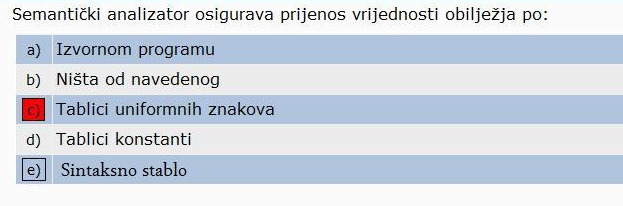 Semantički analizator osigurava prijenos vrijednosti obilježja po:
a) Izvornom programu
b) Ništa od navedenog
c) Tablici uniformnih znakova
d) Tablici konstanti
e) Sintaksno stablo